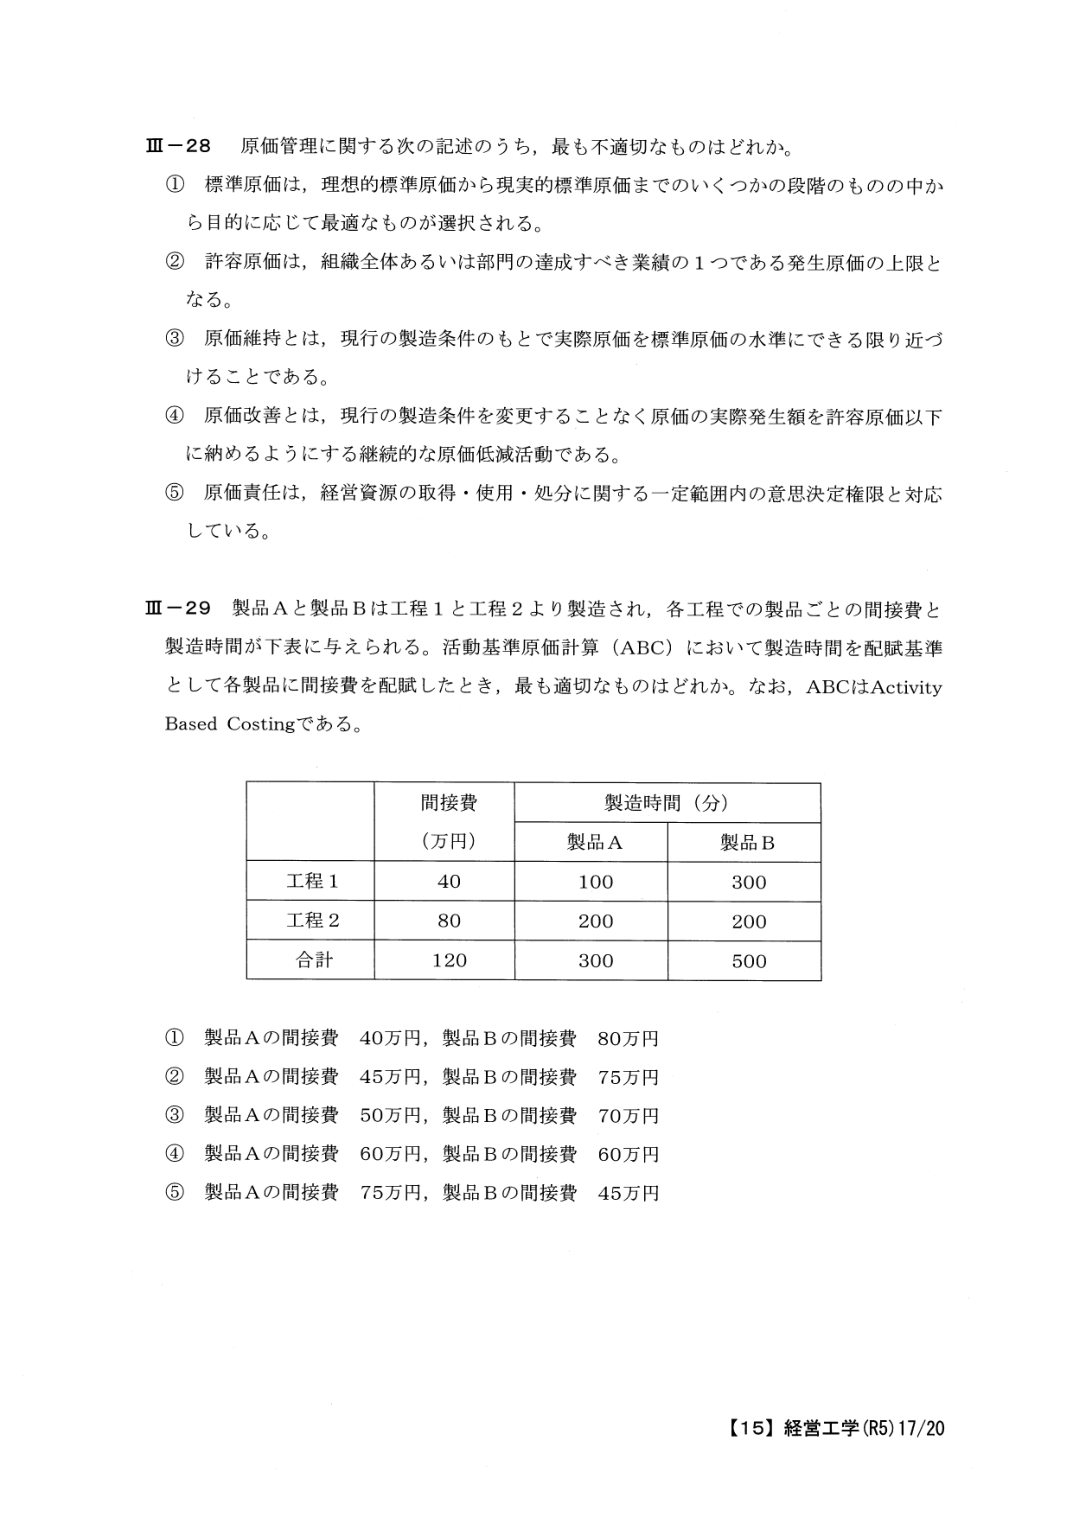 Ⅲ－28　原価管理に関する次の記述のうち，最も不適切なものはどれか。
①　標準原価は，理想的標準原価から現実的標準原価までのいくつかの段階のものの中か
ら目的に応じて最適なものが選択される。
②　許容原価は，組織全体あるいは部門の達成すべき業績の１つである発生原価の上限と
なる。
③　原価維持とは，現行の製造条件のもとで実際原価を標準原価の水準にできる限り近づ
けることである。
④　原価改善とは，現行の製造条件を変更することなく原価の実際発生額を許容原価以下
に納めるようにする継続的な原価低減活動である。
⑤　原価責任は，経営資源の取得・使用・処分に関する一定範囲内の意思決定権限と対応
している。
Ⅲ－29　製品Ａと製品Ｂは工程１と工程２より製造され，各工程での製品ごとの間接費と
製造時間が下表に与えられる。活動基準原価計算（ABC）において製造時間を配賦基準
として各製品に間接費を配賦したとき，最も適切なものはどれか。なお，ABCはActivity
Based Costingである。
間接費　製造時間（分）
（万円）　製品Ａ　製品Ｂ
工程１　40　100　300
工程２　80　200　200
合計　120　300　500
①　製品Ａの間接費　40万円，製品Ｂの間接費　80万円
②　製品Ａの間接費　45万円，製品Ｂの間接費　75万円
③　製品Ａの間接費　50万円，製品Ｂの間接費　70万円
④　製品Ａの間接費　60万円，製品Ｂの間接費　60万円
⑤　製品Ａの間接費　75万円，製品Ｂの間接費　45万円
【15】経営工学(R5)17/20